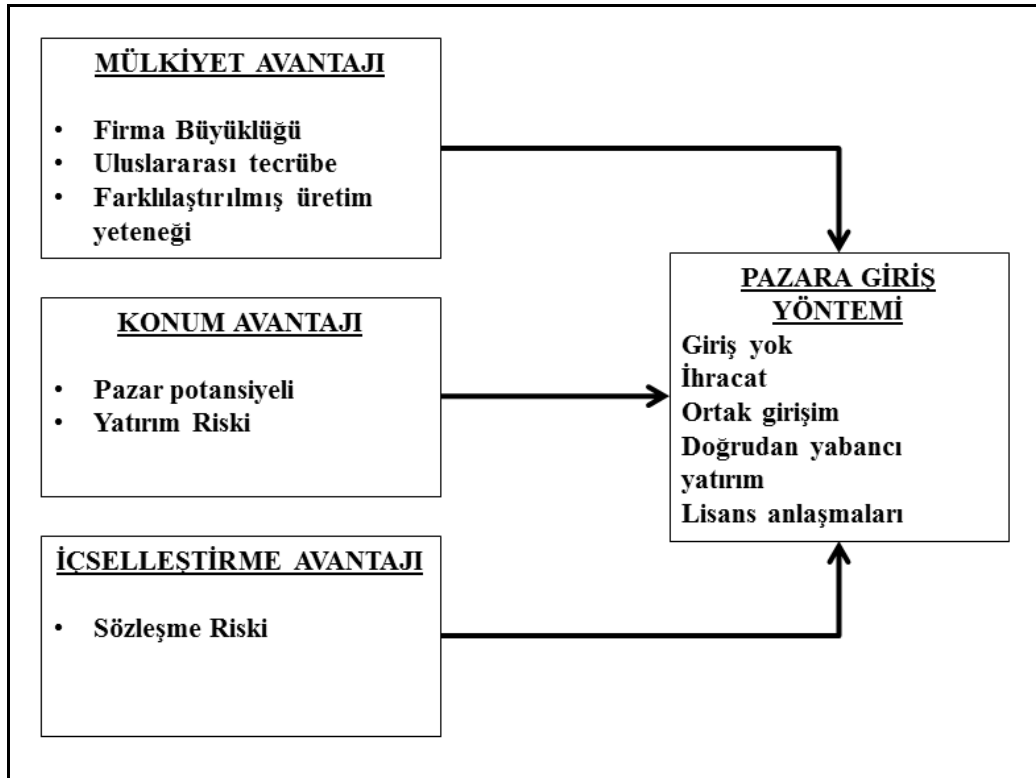 MÜLKİYET AVANTAJI
• Firma Büyüklüğü
• Uluslararası tecrübe
• Farklılaştırılmış üretim
yeteneği
KONUM AVANTAJI
• Pazar potansiyeli
• Yatırım Riski
İÇSELLEŞTİRME AVANTAJI
• Sözleşme Riski
PAZARA GİRİŞ
YÖNTEMİ
Giriş yok
İhracat
Ortak girişim
Doğrudan yabancı
yatırım
Lisans anlaşmaları